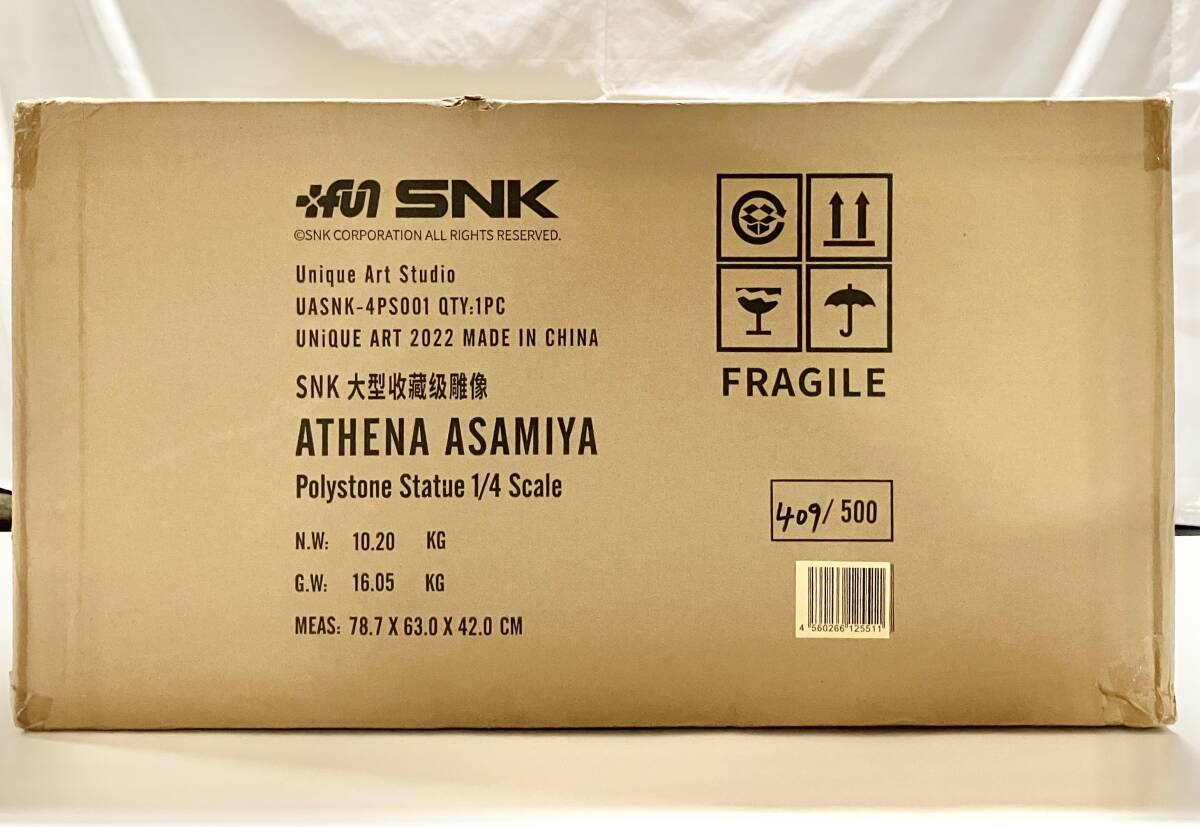 FUN SNK
©SNK CORPORATION ALL RIGHTS RESERVED.
Unique Art Studio
UASNK-4PS001 QTY:1PC
UNiQUE ART 2022 MADE IN CHINA
SNK 大型收藏级雕像
ATHENA ASAMIYA
Polystone Statue 1/4 Scale
N.W: 10.20 KG
G.W: 16.05 KG
MEAS: 78.7 X 63.0 X 42.0 CM
FRAGILE
409/ 500
4 560266 125511